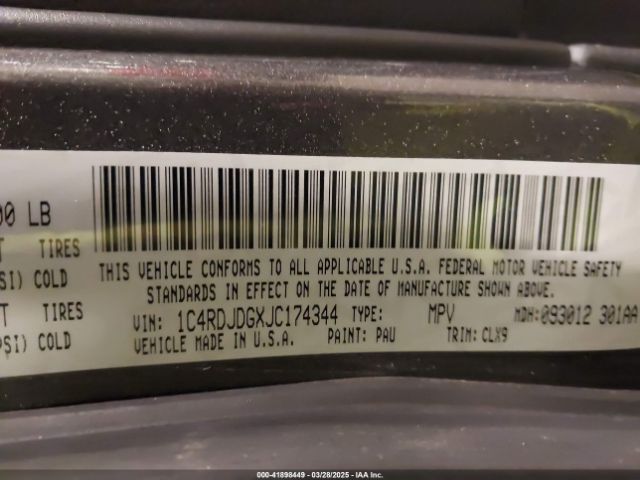 00 LB
T TIRES
PSI) COLD
T TIRES
PSI) COLD
THIS VEHICLE CONFORMS TO ALL APPLICABLE U.S.A. FEDERAL MOTOR VEHICLE SAFETY
STANDARDS IN EFFECT ON THE DATE OF MANUFACTURE SHOWN ABOVE.
VIN: 1C4RDJDGXJC174344 TYPE: MPV MDH: 093012 301AA
VEHICLE MADE IN U.S.A. PAINT: PAU TRIM: CLX9
000-41898449 | 03/28/2025 - IAA Inc.